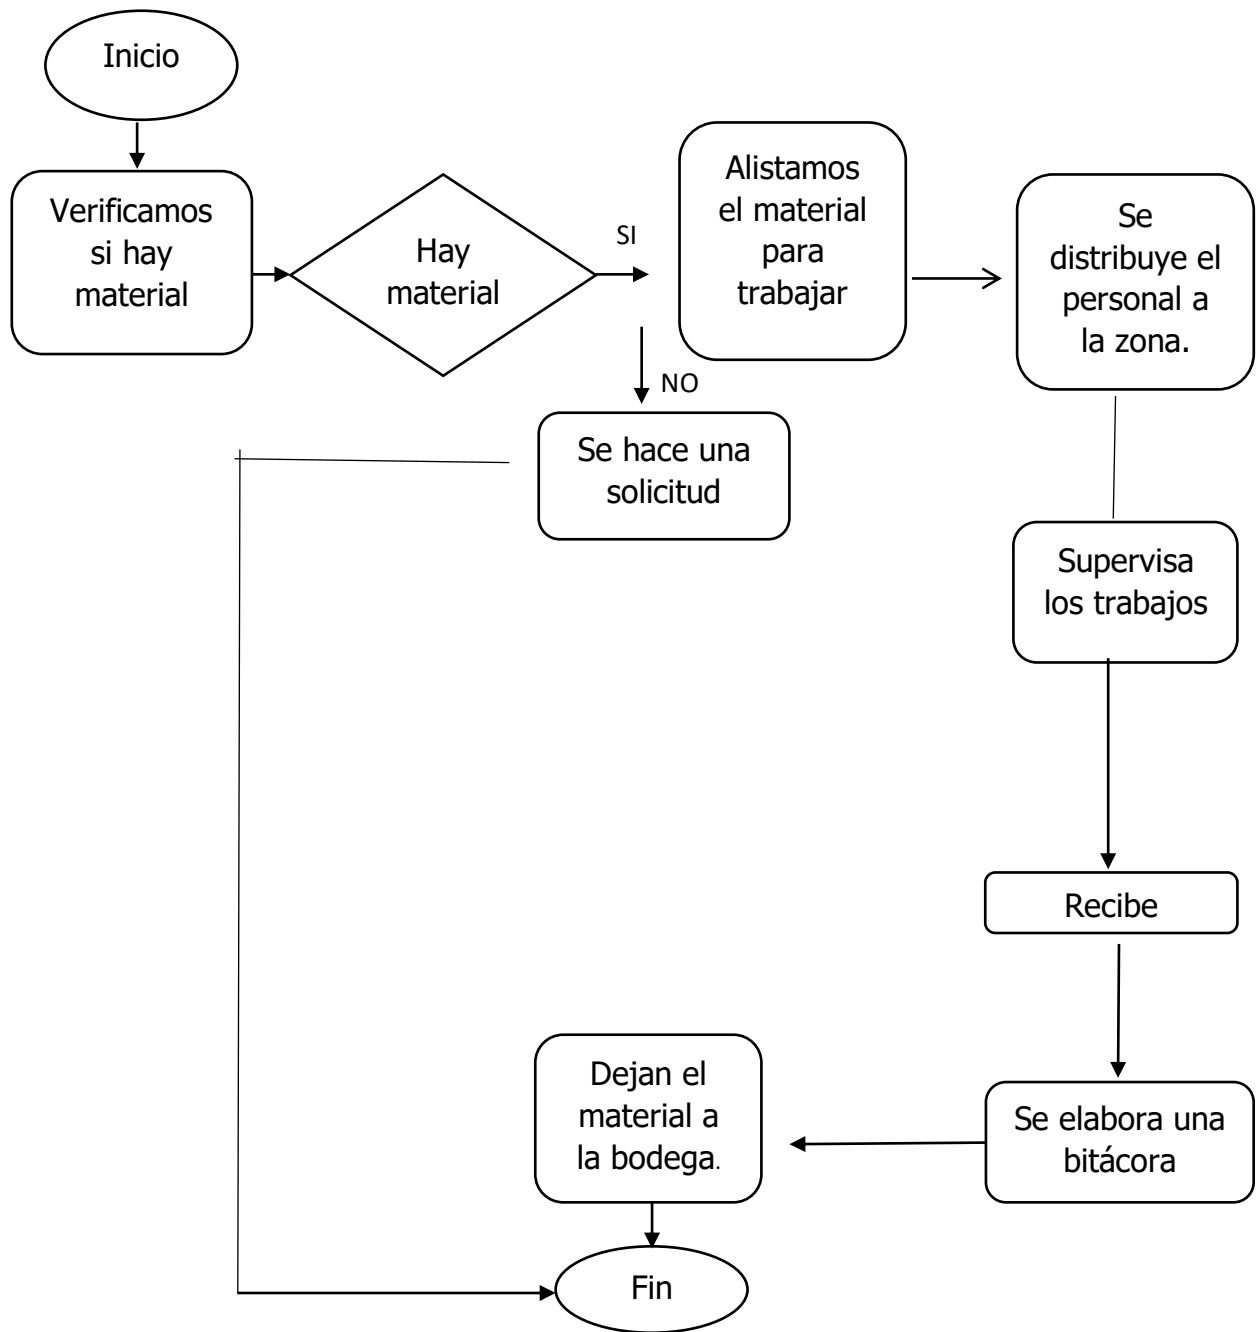 Inicio
Verificamos
si hay
material
Hay
material
SI
Alistamos
el material
para
trabajar
Se
distribuye el
personal a
la zona.
NO
Se hace una
solicitud
Supervisa
los trabajos
Recibe
Se elabora una
bitácora
Dejan el
material a
la bodega.
Fin